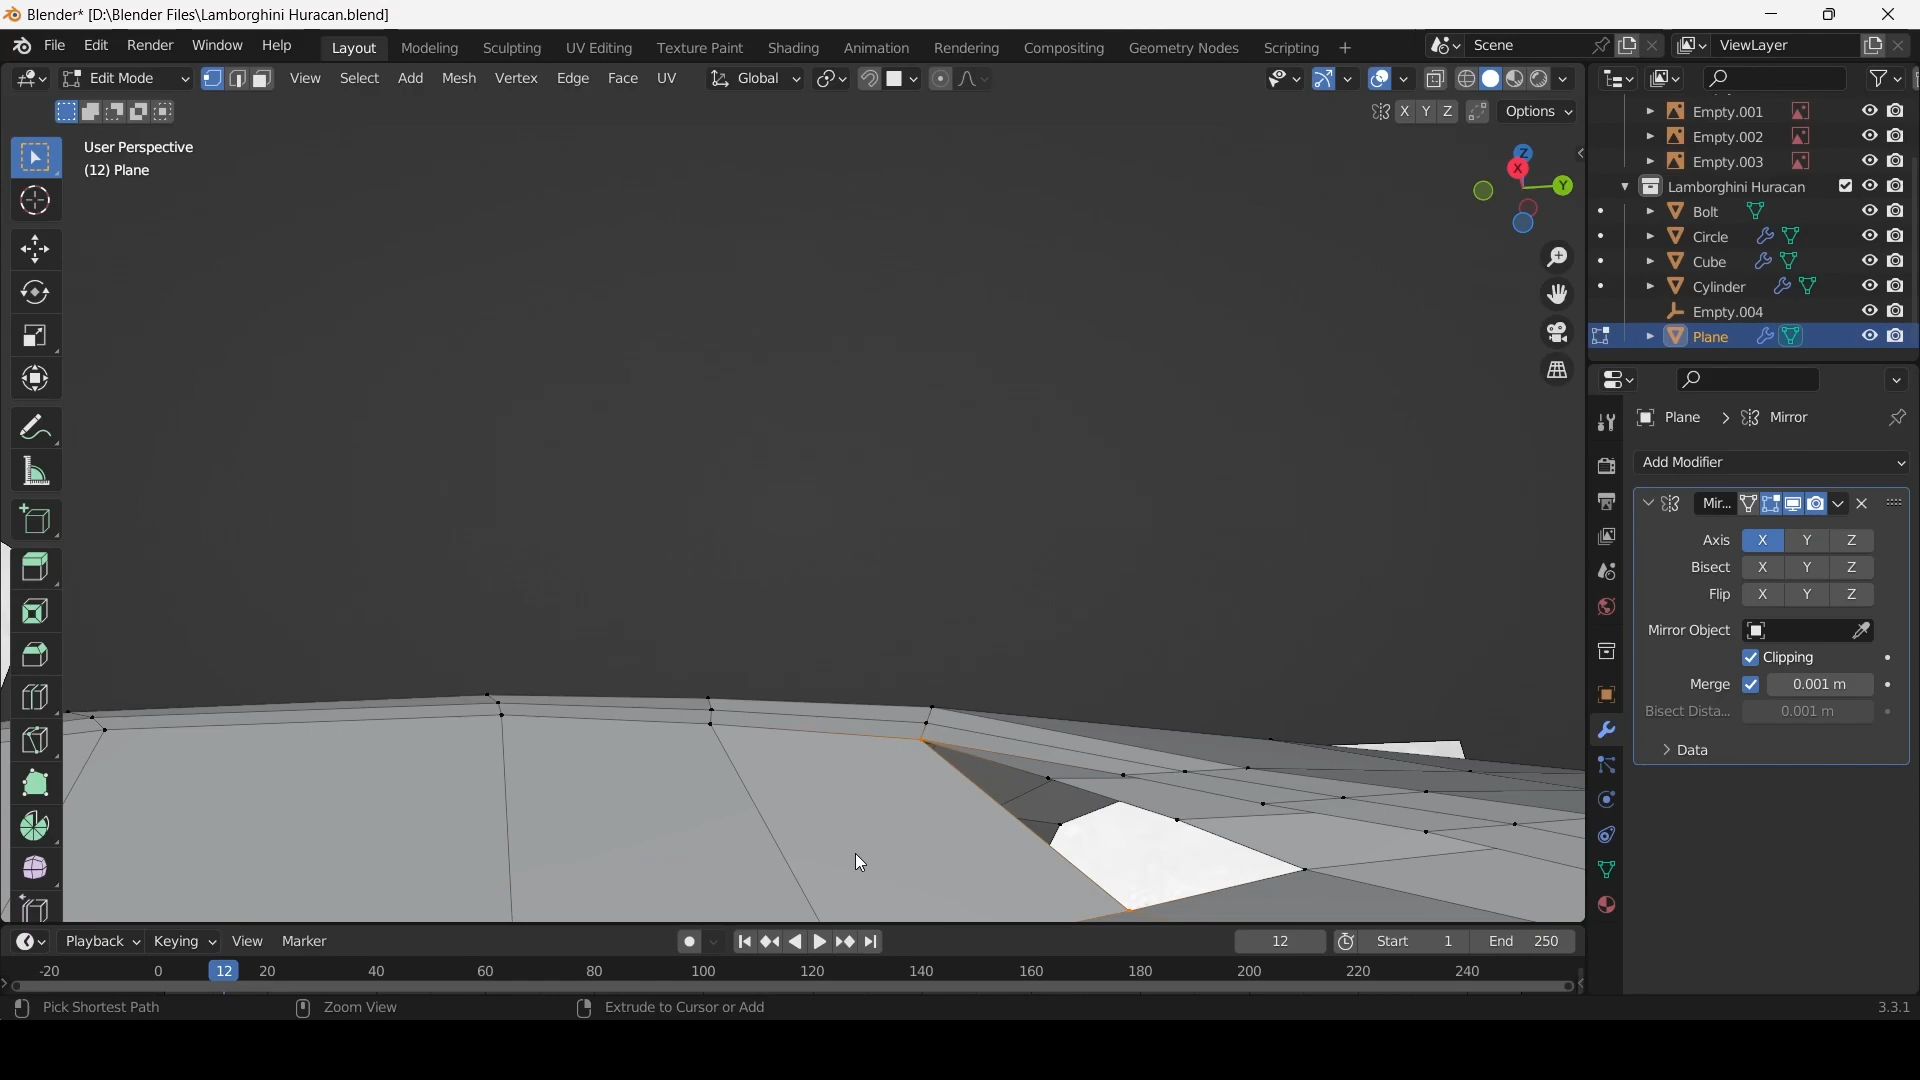 Blender* [D:\Blender Files\Lamborghini Huracan.blend]
File Edit Render Window Help Layout Modeling Sculpting UV Editing Texture Paint Shading Animation Rendering Compositing Geometry Nodes Scripting + Scene ViewLayer
Edit Mode View Select Add Mesh Vertex Edge Face UV Global
X Y Z Options
User Perspective
(12) Plane
Z
X
Y
Empty.001
Empty.002
Empty.003
Lamborghini Huracan
Bolt
Circle
Cube
Cylinder
Empty.004
Plane
Plane > Mirror
Add Modifier
Mir...
Axis X Y Z
Bisect X Y Z
Flip X Y Z
Mirror Object
Clipping
Merge 0.001 m
Bisect Dista... 0.001 m
Data
Playback Keying View Marker 12 Start 1 End 250
-20 0 12 20 40 60 80 100 120 140 160 180 200 220 240
Pick Shortest Path Zoom View Extrude to Cursor or Add 3.3.1